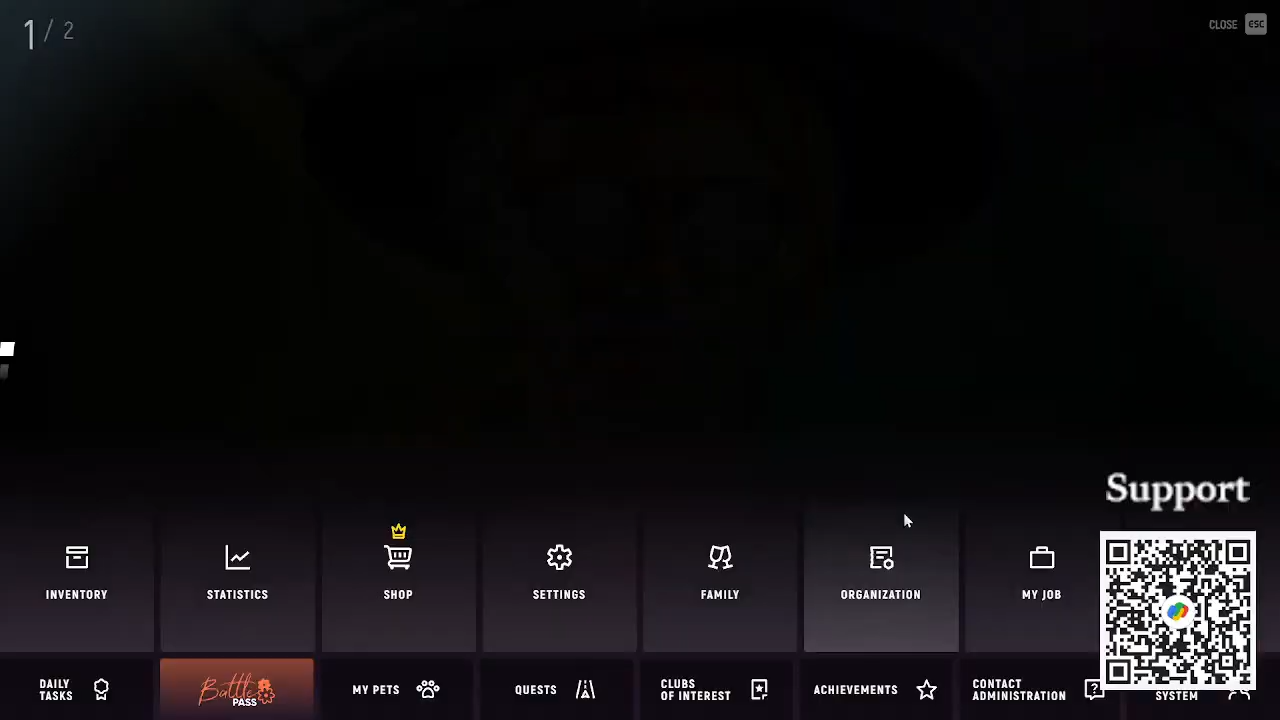 1 / 2
CLOSE ESC
Support
INVENTORY
STATISTICS
SHOP
SETTINGS
FAMILY
ORGANIZATION
MY JOB
DAILY
TASKS
Battle
PASS
MY PETS
QUESTS
CLUBS
OF INTEREST
ACHIEVEMENTS
CONTACT
ADMINISTRATION
SYSTEM